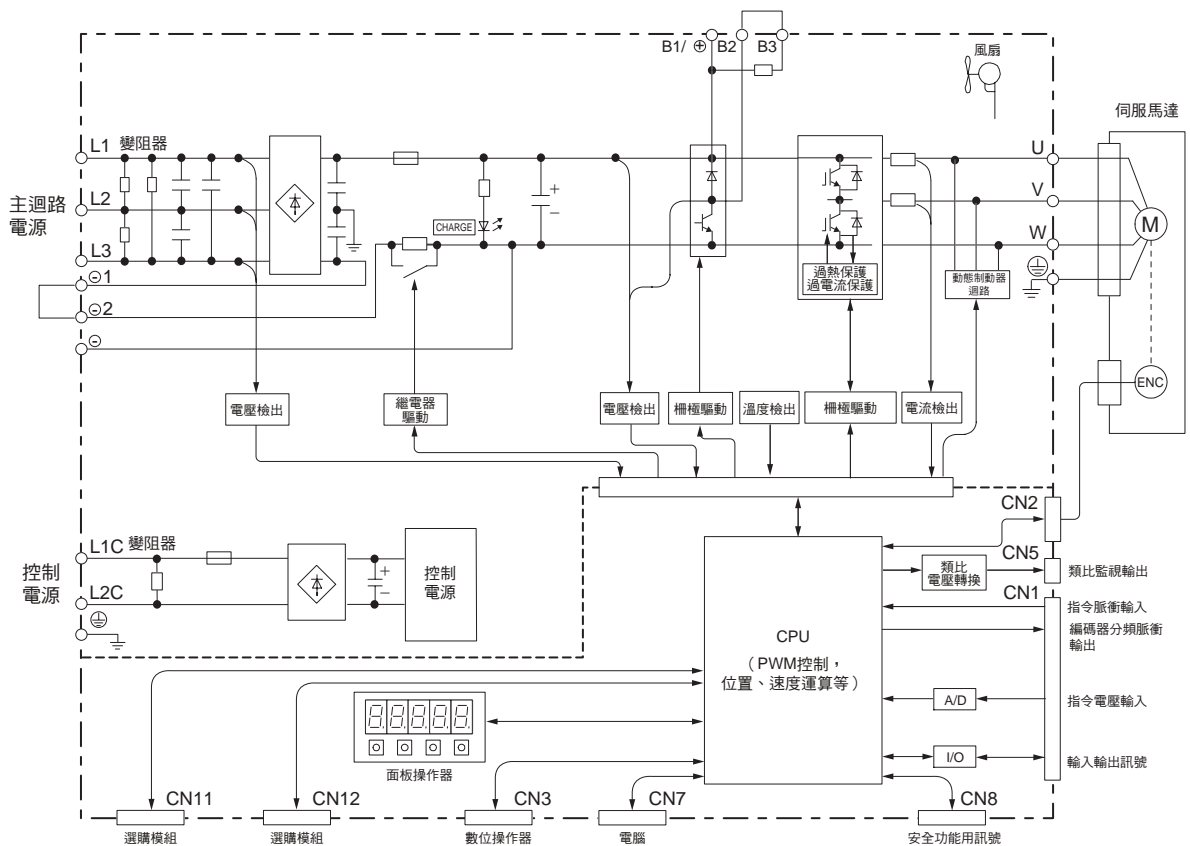 B1/ ⊕ B2 B3
風扇
伺服馬達
L1 變阻器
U
L2
V
主迴路
電源
CHARGE
+
−
M
L3
W
過熱保護
過電流保護
動態制動器
迴路
⊖1
⊖2
⊖
ENC
電壓檢出
繼電器
驅動
電壓檢出
柵極驅動
溫度檢出
柵極驅動
電流檢出
CN2
L1C 變阻器
控制
電源
L2C
+
−
控制
電源
CN5
類比
電壓轉換
類比監視輸出
CN1
指令脈衝輸入
編碼器分頻脈衝
輸出
CPU
(PWM控制，
位置、速度運算等)
A/D
指令電壓輸入
I/O
輸入輸出訊號
8.8.8.8.8.
面板操作器
CN11
CN12
CN3
CN7
CN8
選購模組
選購模組
數位操作器
電腦
安全功能用訊號